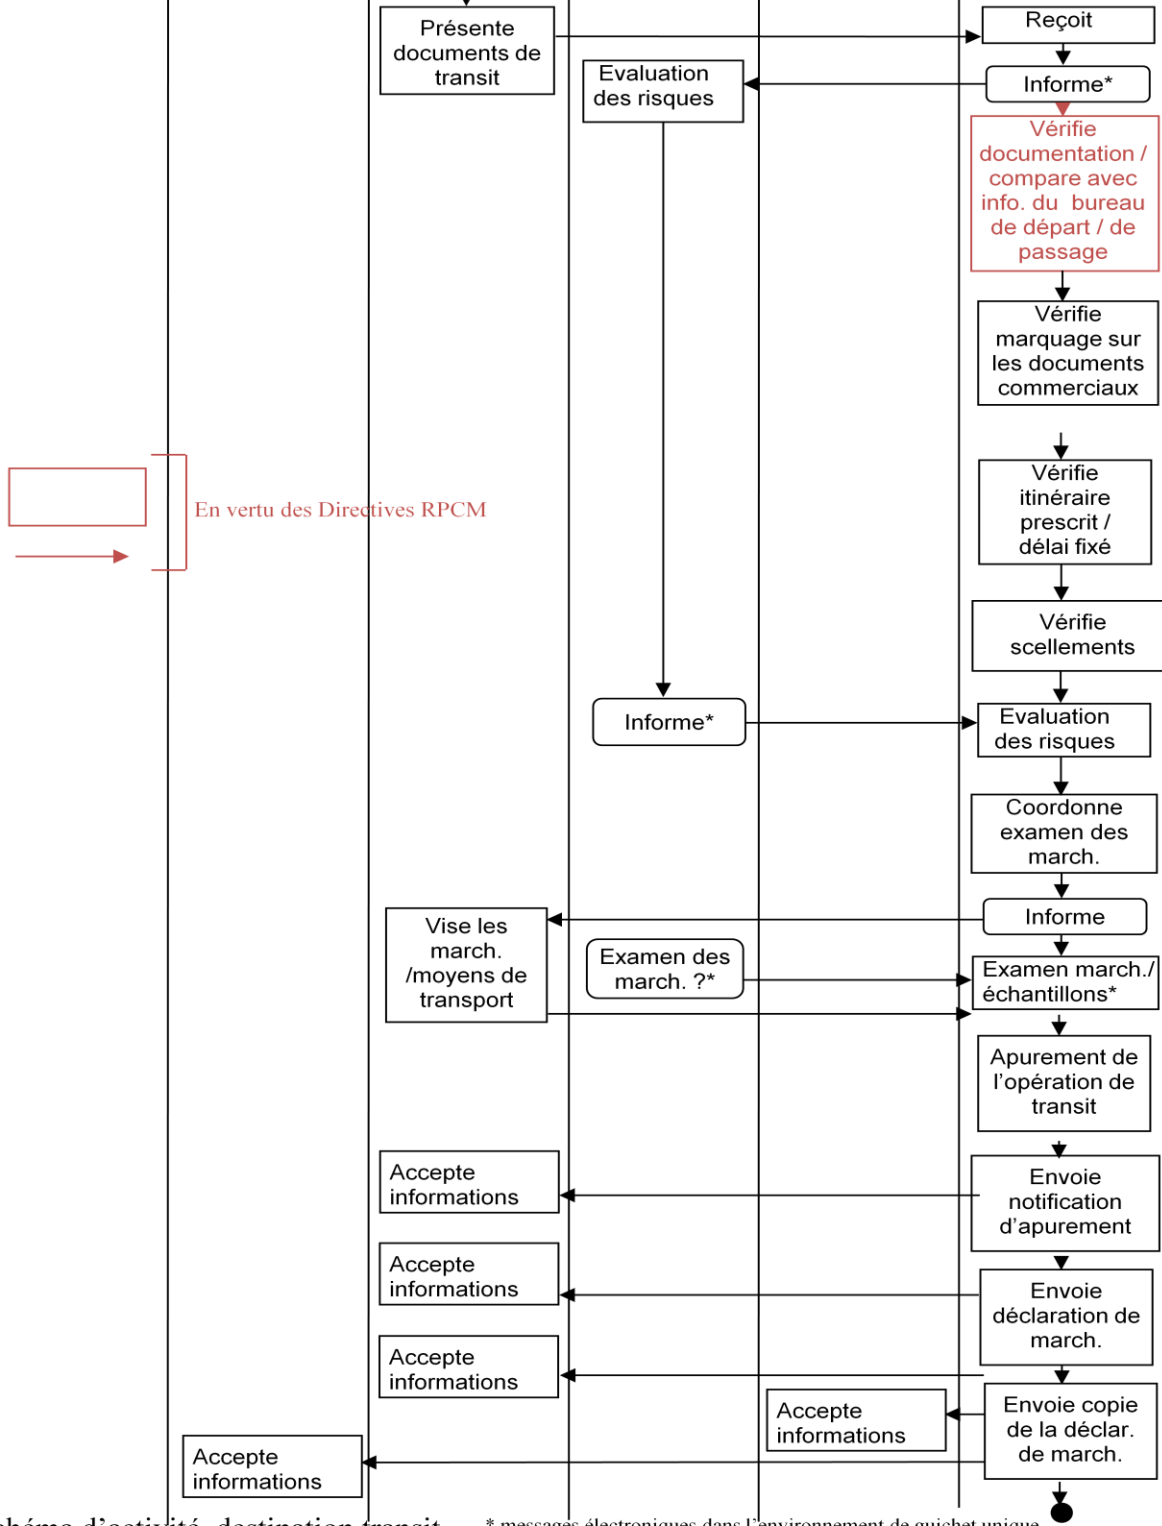 Présente
documents de
transit
Reçoit
Evaluation
des risques
Informe*
Vérifie
documentation /
compare avec
info. du bureau
de départ / de
passage
Vérifie
marquage sur
les documents
commerciaux
En vertu des Directives RPCM
Vérifie
itinéraire
prescrit /
délai fixé
Vérifie
scellements
Informe*
Evaluation
des risques
Coordonne
examen des
march.
Informe
Vise les
march.
/moyens de
transport
Examen des
march. ?*
Examen march./
échantillons*
Apurement de
l'opération de
transit
Accepte
informations
Envoie
notification
d'apurement
Accepte
informations
Envoie
déclaration de
march.
Accepte
informations
Accepte
informations
Envoie copie
de la déclar.
de march.
Accepte
informations
d'activité destination transit
* messages électroniques dans l'environnement de guichet unique